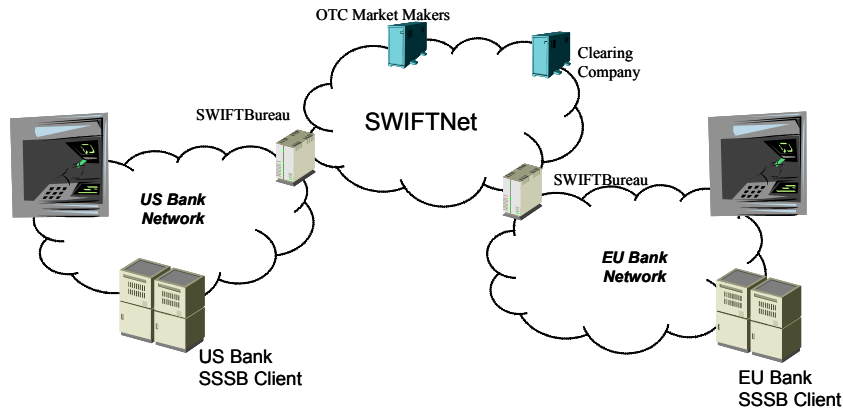 OTC Market Makers
Clearing
Company
SWIFTBureau
SWIFTNet
SWIFTBureau
US Bank
Network
EU Bank
Network
US Bank
SSSB Client
EU Bank
SSSB Client